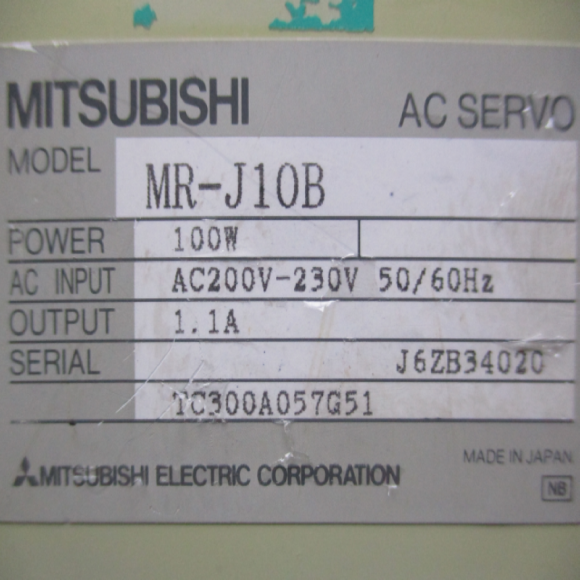 MITSUBISHI AC SERVO
MODEL MR-J10B
POWER 100W
AC INPUT AC200V-230V 50/60Hz
OUTPUT 1.1A
SERIAL J6ZB34020
TC300A057G51
MITSUBISHI ELECTRIC CORPORATION
MADE IN JAPAN
NB